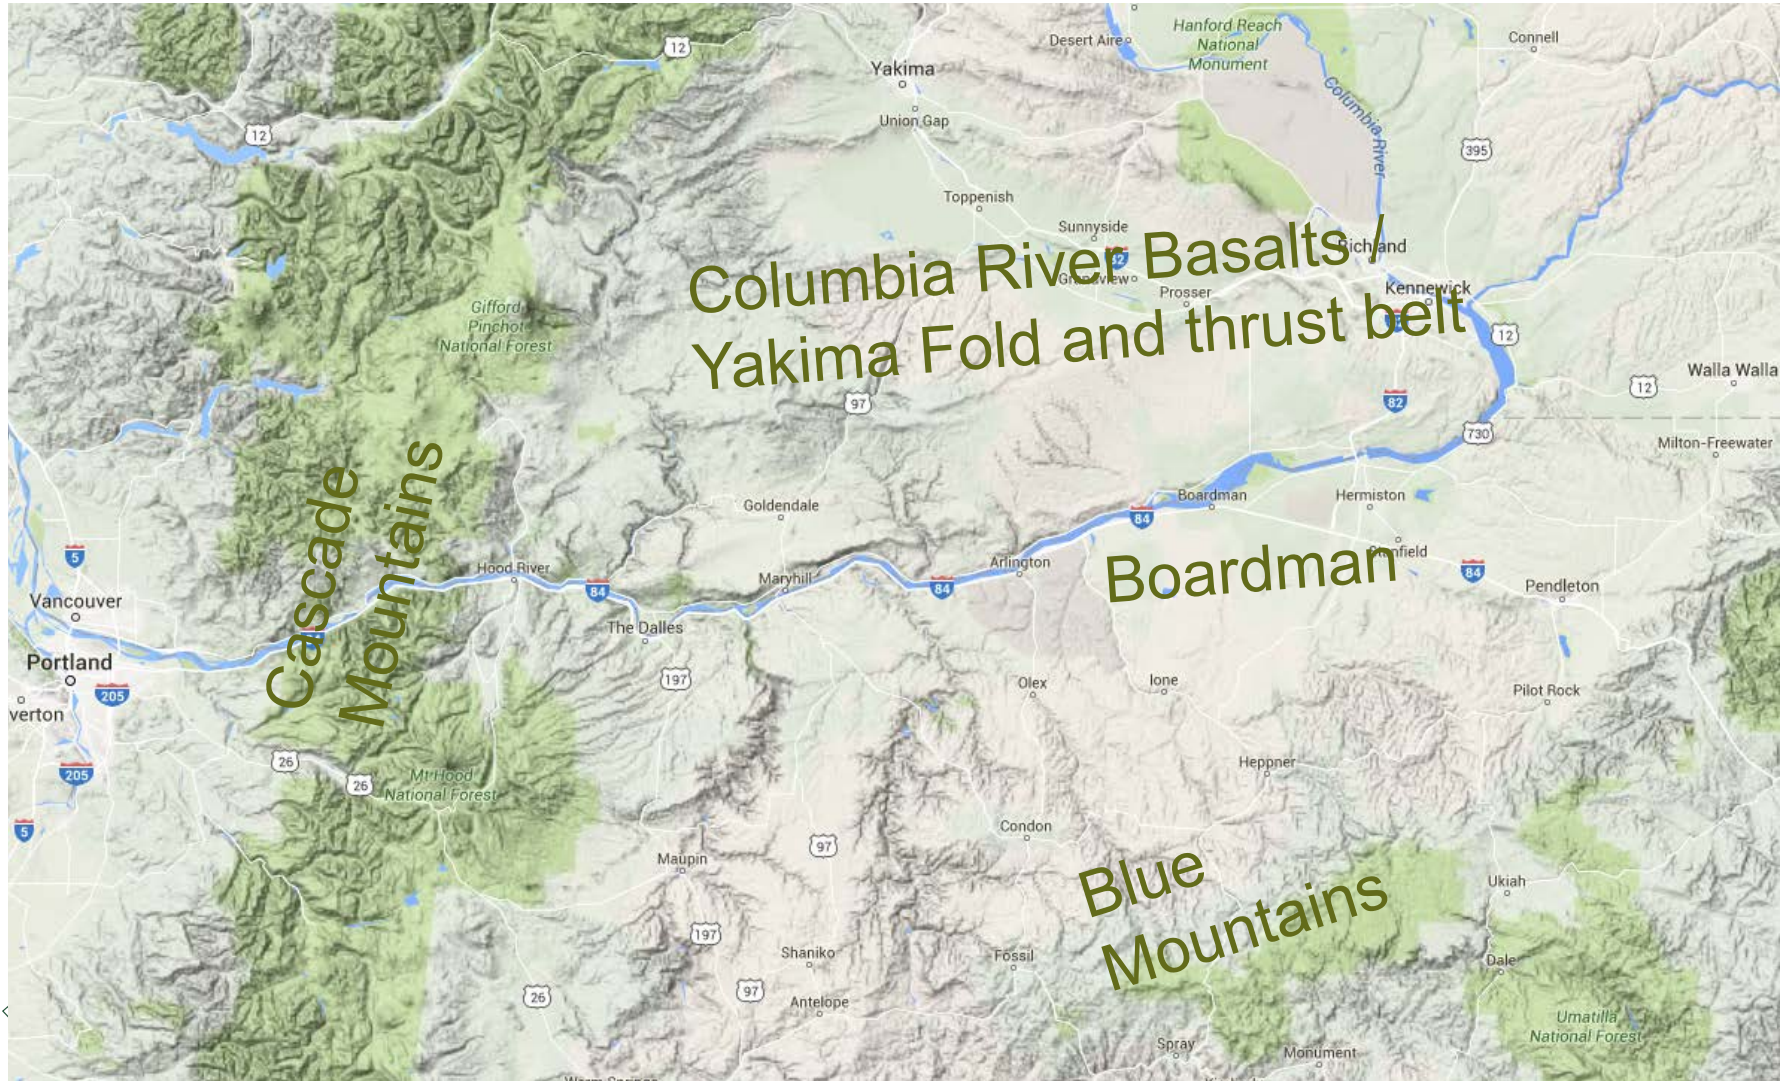 12
Yakima
Union Gap
Desert Aire
Hanford Reach
National
Monument
Connell
Columbia River
395
12
Toppenish
Sunnyside
82
Grandview
Prosser
Richland
Kennewick
Columbia River Basalts /
Yakima Fold and thrust belt
Gifford
Pinchot
National Forest
12
12
Walla Walla
97
82
730
Milton-Freewater
Cascade
Mountains
Goldendale
Boardman
Hermiston
84
5
Hood River
84
Maryhill
84
Arlington
Stanfield
84
Boardman
Pendleton
Vancouver
The Dalles
Portland
205
verton
197
Olex
Ione
Pilot Rock
26
26
205
Mt Hood
National Forest
Heppner
5
Condon
Maupin
97
Blue
Mountains
Ukiah
197
Shaniko
Fossil
Dale
26
97
Antelope
Umatilla
National Forest
Spray
Monument